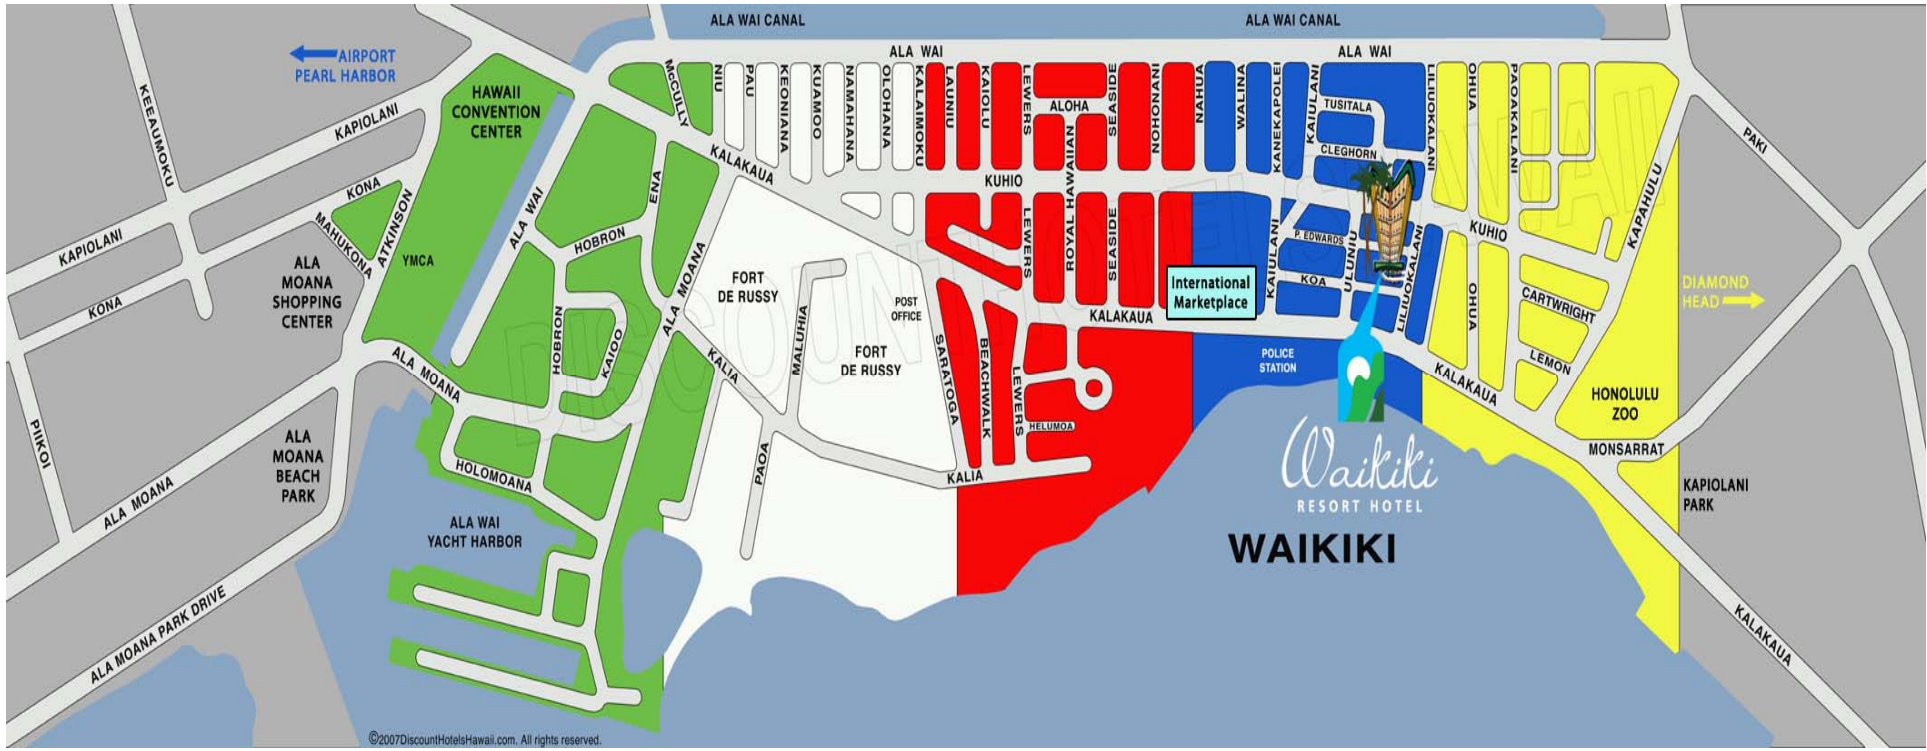 ALA WAI CANAL
ALA WAI CANAL
AIRPORT
PEARL HARBOR
ALA WAI
ALA WAI
KEEAUMOKU
KAPIOLANI
HAWAII
CONVENTION
CENTER
McCULLY
NIU
PAU
KEONIANA
KUAMOO
NAMAHANA
OLOHANA
KALAIMOKU
LAUNIU
KAIOLU
LEWERS
ALOHA
ROYAL HAWAIIAN
SEASIDE
NOHONANI
NAHUA
WALINA
KANEKAPOLEI
KAIULANI
TUSITALA
CLEGHORN
LILIUOKALANI
OHUA
PAOAKALANI
PAKI
KAPAHULU
KALAKAUA
KUHIO
KUHIO
KONA
MAHUKONA
ATKINSON
YMCA
ALA WAI
ENA
HOBRON
KAPIOLANI
KONA
ALA
MOANA
SHOPPING
CENTER
ALA MOANA
FORT
DE RUSSY
POST
OFFICE
MALUHIA
FORT
DE RUSSY
LEWERS
SEASIDE
International
Marketplace
KAIULANI
P. EDWARDS
KOA
ULUNIU
LILIUOKALANI
OHUA
CARTWRIGHT
LEMON
DIAMOND
HEAD
KALAKAUA
HOBRON
KAIOO
KALIA
SARATOGA
BEACHWALK
LEWERS
HELUMOA
POLICE
STATION
KALAKAUA
HONOLULU
ZOO
MONSARRAT
ALA MOANA
PIIKOI
ALA
MOANA
BEACH
PARK
HOLOMOANA
PAOA
KALIA
Waikiki
RESORT HOTEL
WAIKIKI
KAPIOLANI
PARK
ALA MOANA
ALA WAI
YACHT HARBOR
ALA MOANA PARK DRIVE
KALAKAUA
DISCOUNT HOTELS HAWAII
©2007DiscountHotelsHawaii.com. All rights reserved.